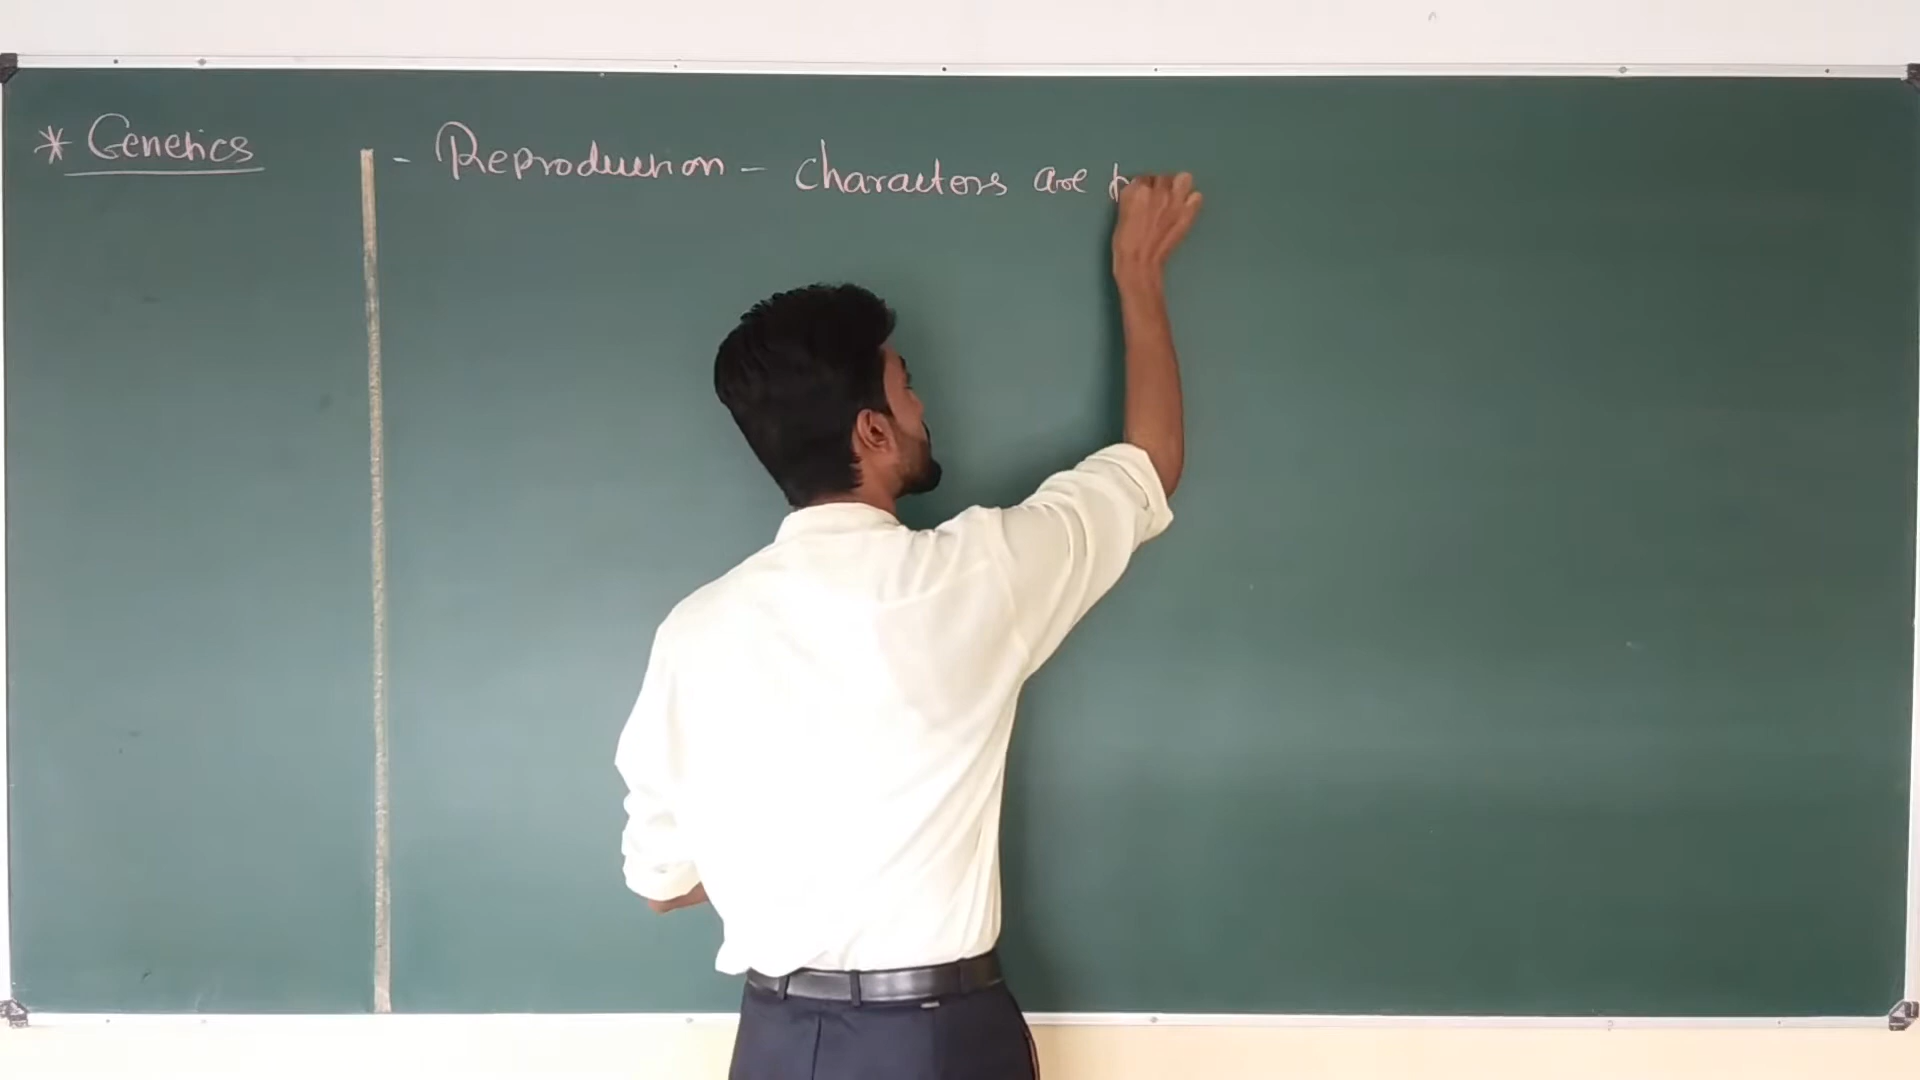 * Genetics
- Reproduction - characters are